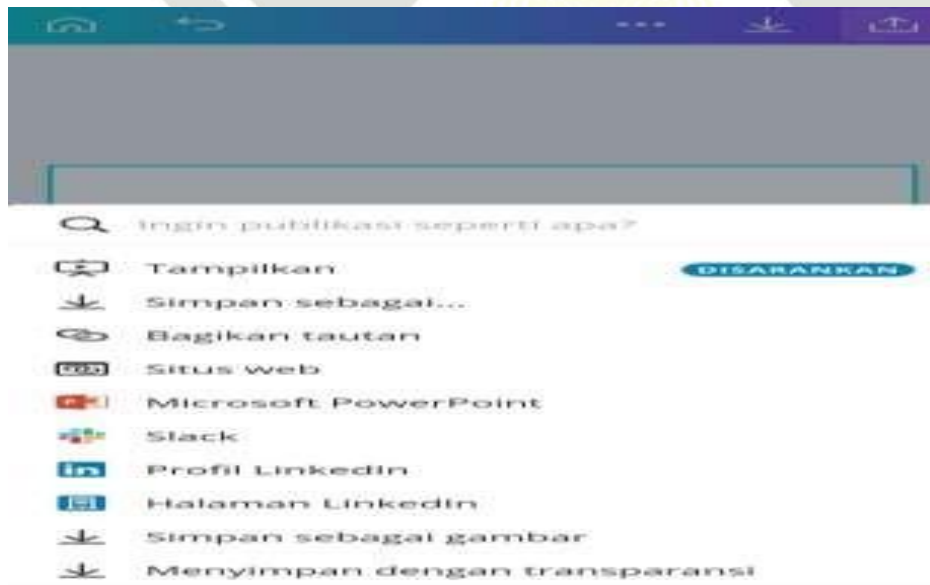 Ingin publikasi seperti apa?
Tampilkan DISARANKAN
Simpan sebagai...
Bagikan tautan
Situs web
Microsoft PowerPoint
Slack
Profil LinkedIn
Halaman LinkedIn
Simpan sebagai gambar
Menyimpan dengan transparansi